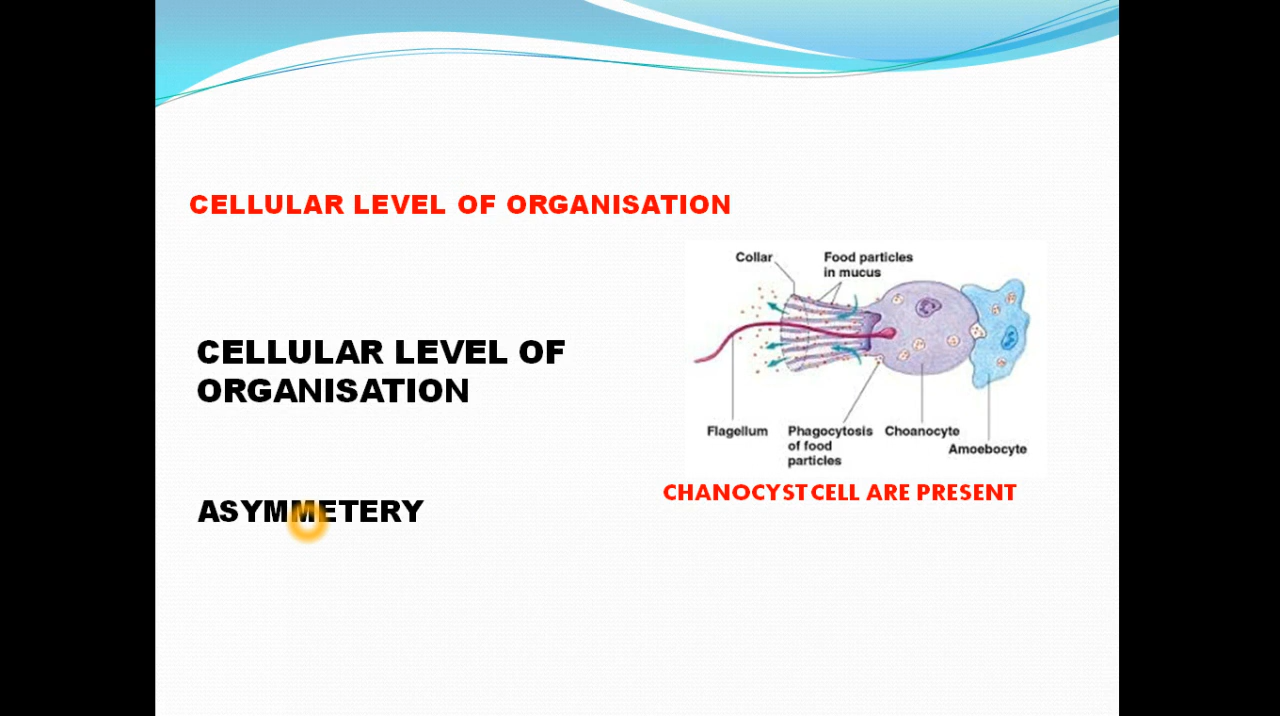 CELLULAR LEVEL OF ORGANISATION
CELLULAR LEVEL OF
ORGANISATION
ASYMMETERY
Collar
Food particles
in mucus
Flagellum
Phagocytosis
of food
particles
Choanocyte
Amoebocyte
CHANOCYST CELL ARE PRESENT